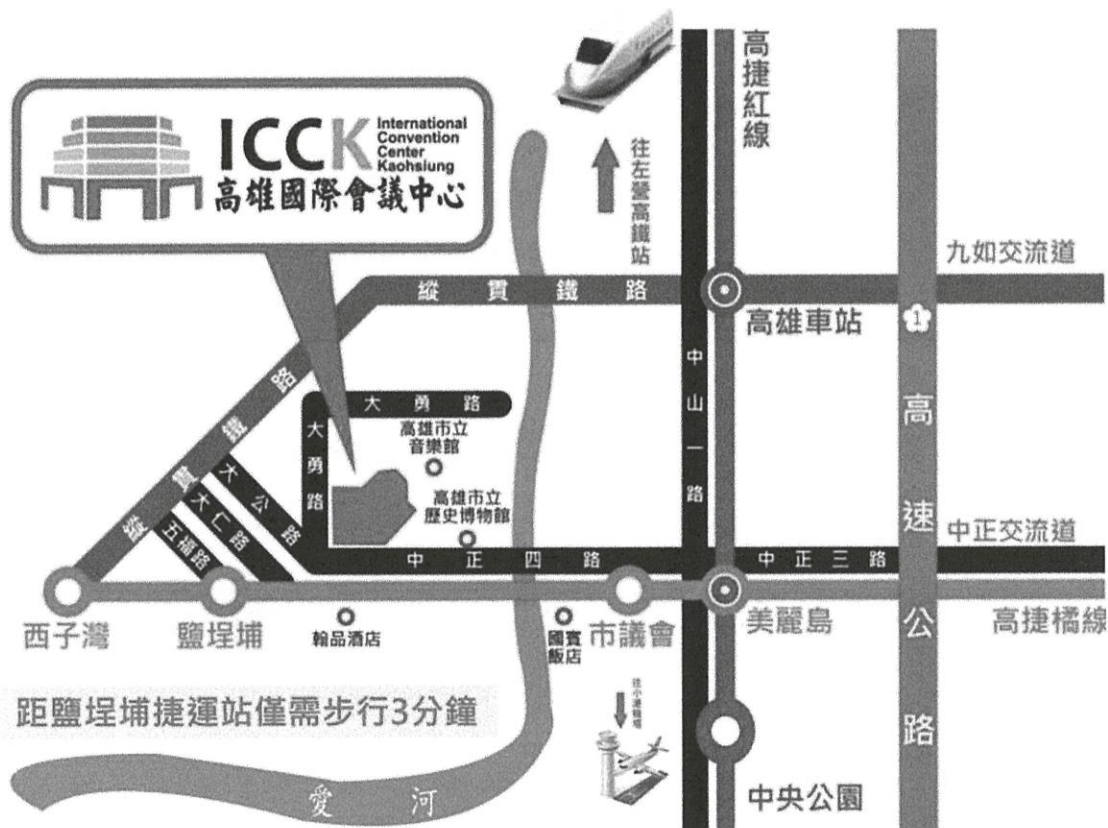 ICCK
International
Convention
Center
Kaohsiung
高雄國際會議中心
高捷紅線
往左營高鐵站
九如交流道
縱貫鐵路
高雄車站
1
高速公路
縱貫鐵路
大勇路
大勇路
高雄市立
音樂館
高雄市立
歷史博物館
中山一路
大公路
大仁路
五福路
中正交流道
中正四路
中正三路
西子灣
鹽埕埔
翰品酒店
國賓
飯店
市議會
美麗島
高捷橘線
距鹽埕埔捷運站僅需步行3分鐘
往小港機場
愛河
中央公園